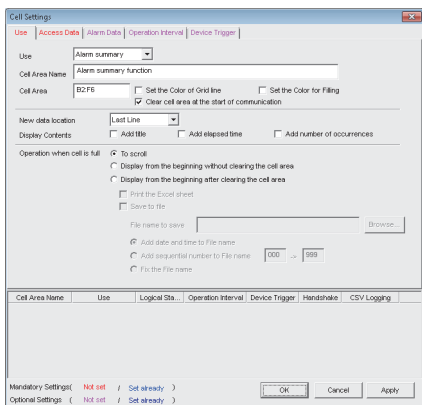 Cell Settings
Use | Access Data | Alarm Data | Operation Interval | Device Trigger |
Use Alarm summary
Cell Area Name Alarm summary function
Cell Area B2:F6 Set the Color of Grid line Set the Color for Filling
Clear cell area at the start of communication
New data location Last Line
Display Contents Add title Add elapsed time Add number of occurrences
Operation when cell is full To scroll
Display from the beginning without clearing the cell area
Display from the beginning after clearing the cell area
Print the Excel sheet
Save to file
File name to save Browse...
Add date and time to File name
Add sequential number to File name 000 -> 999
Fix the File name
Cell Area Name Use Logical Sta... Operation Interval Device Trigger Handshake CSV Logging
Mandatory Settings( Not set / Set already )
Optional Settings ( Not set / Set already )
OK Cancel Apply